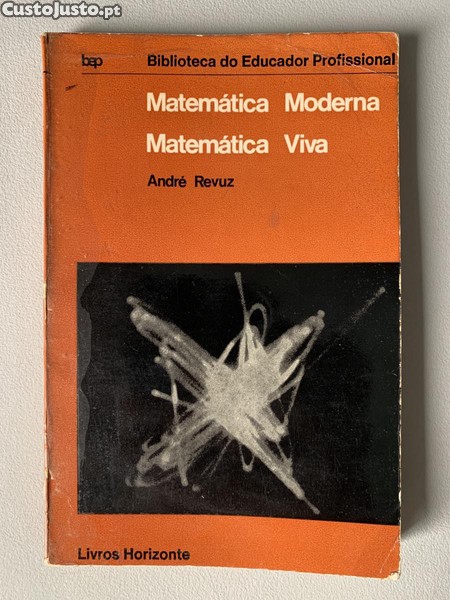 CustoJusto.pt
bep Biblioteca do Educador Profissional
Matemática Moderna
Matemática Viva
André Revuz
Livros Horizonte